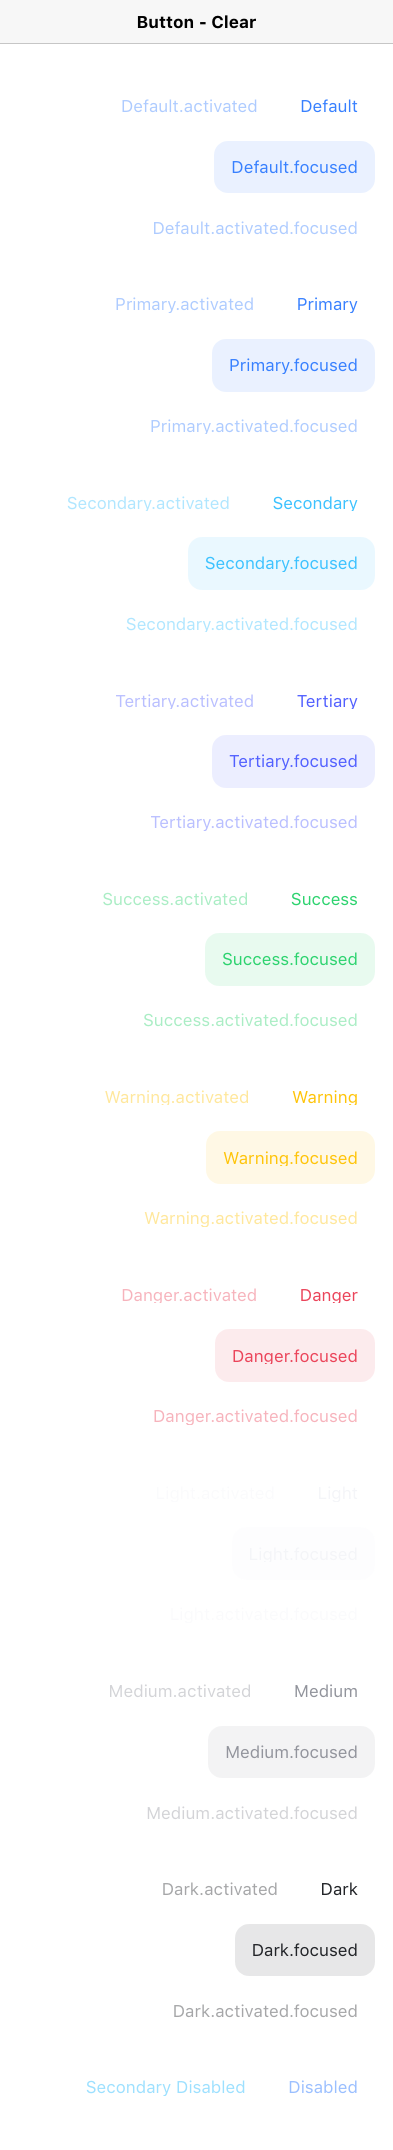 Button - Clear
Default.activated Default
Default.focused
Default.activated.focused
Primary.activated Primary
Primary.focused
Primary.activated.focused
Secondary.activated Secondary
Secondary.focused
Secondary.activated.focused
Tertiary.activated Tertiary
Tertiary.focused
Tertiary.activated.focused
Success.activated Success
Success.focused
Success.activated.focused
Warning.activated Warning
Warning.focused
Warning.activated.focused
Danger.activated Danger
Danger.focused
Danger.activated.focused
Light.activated Light
Light.focused
Light.activated.focused
Medium.activated Medium
Medium.focused
Medium.activated.focused
Dark.activated Dark
Dark.focused
Dark.activated.focused
Secondary Disabled Disabled